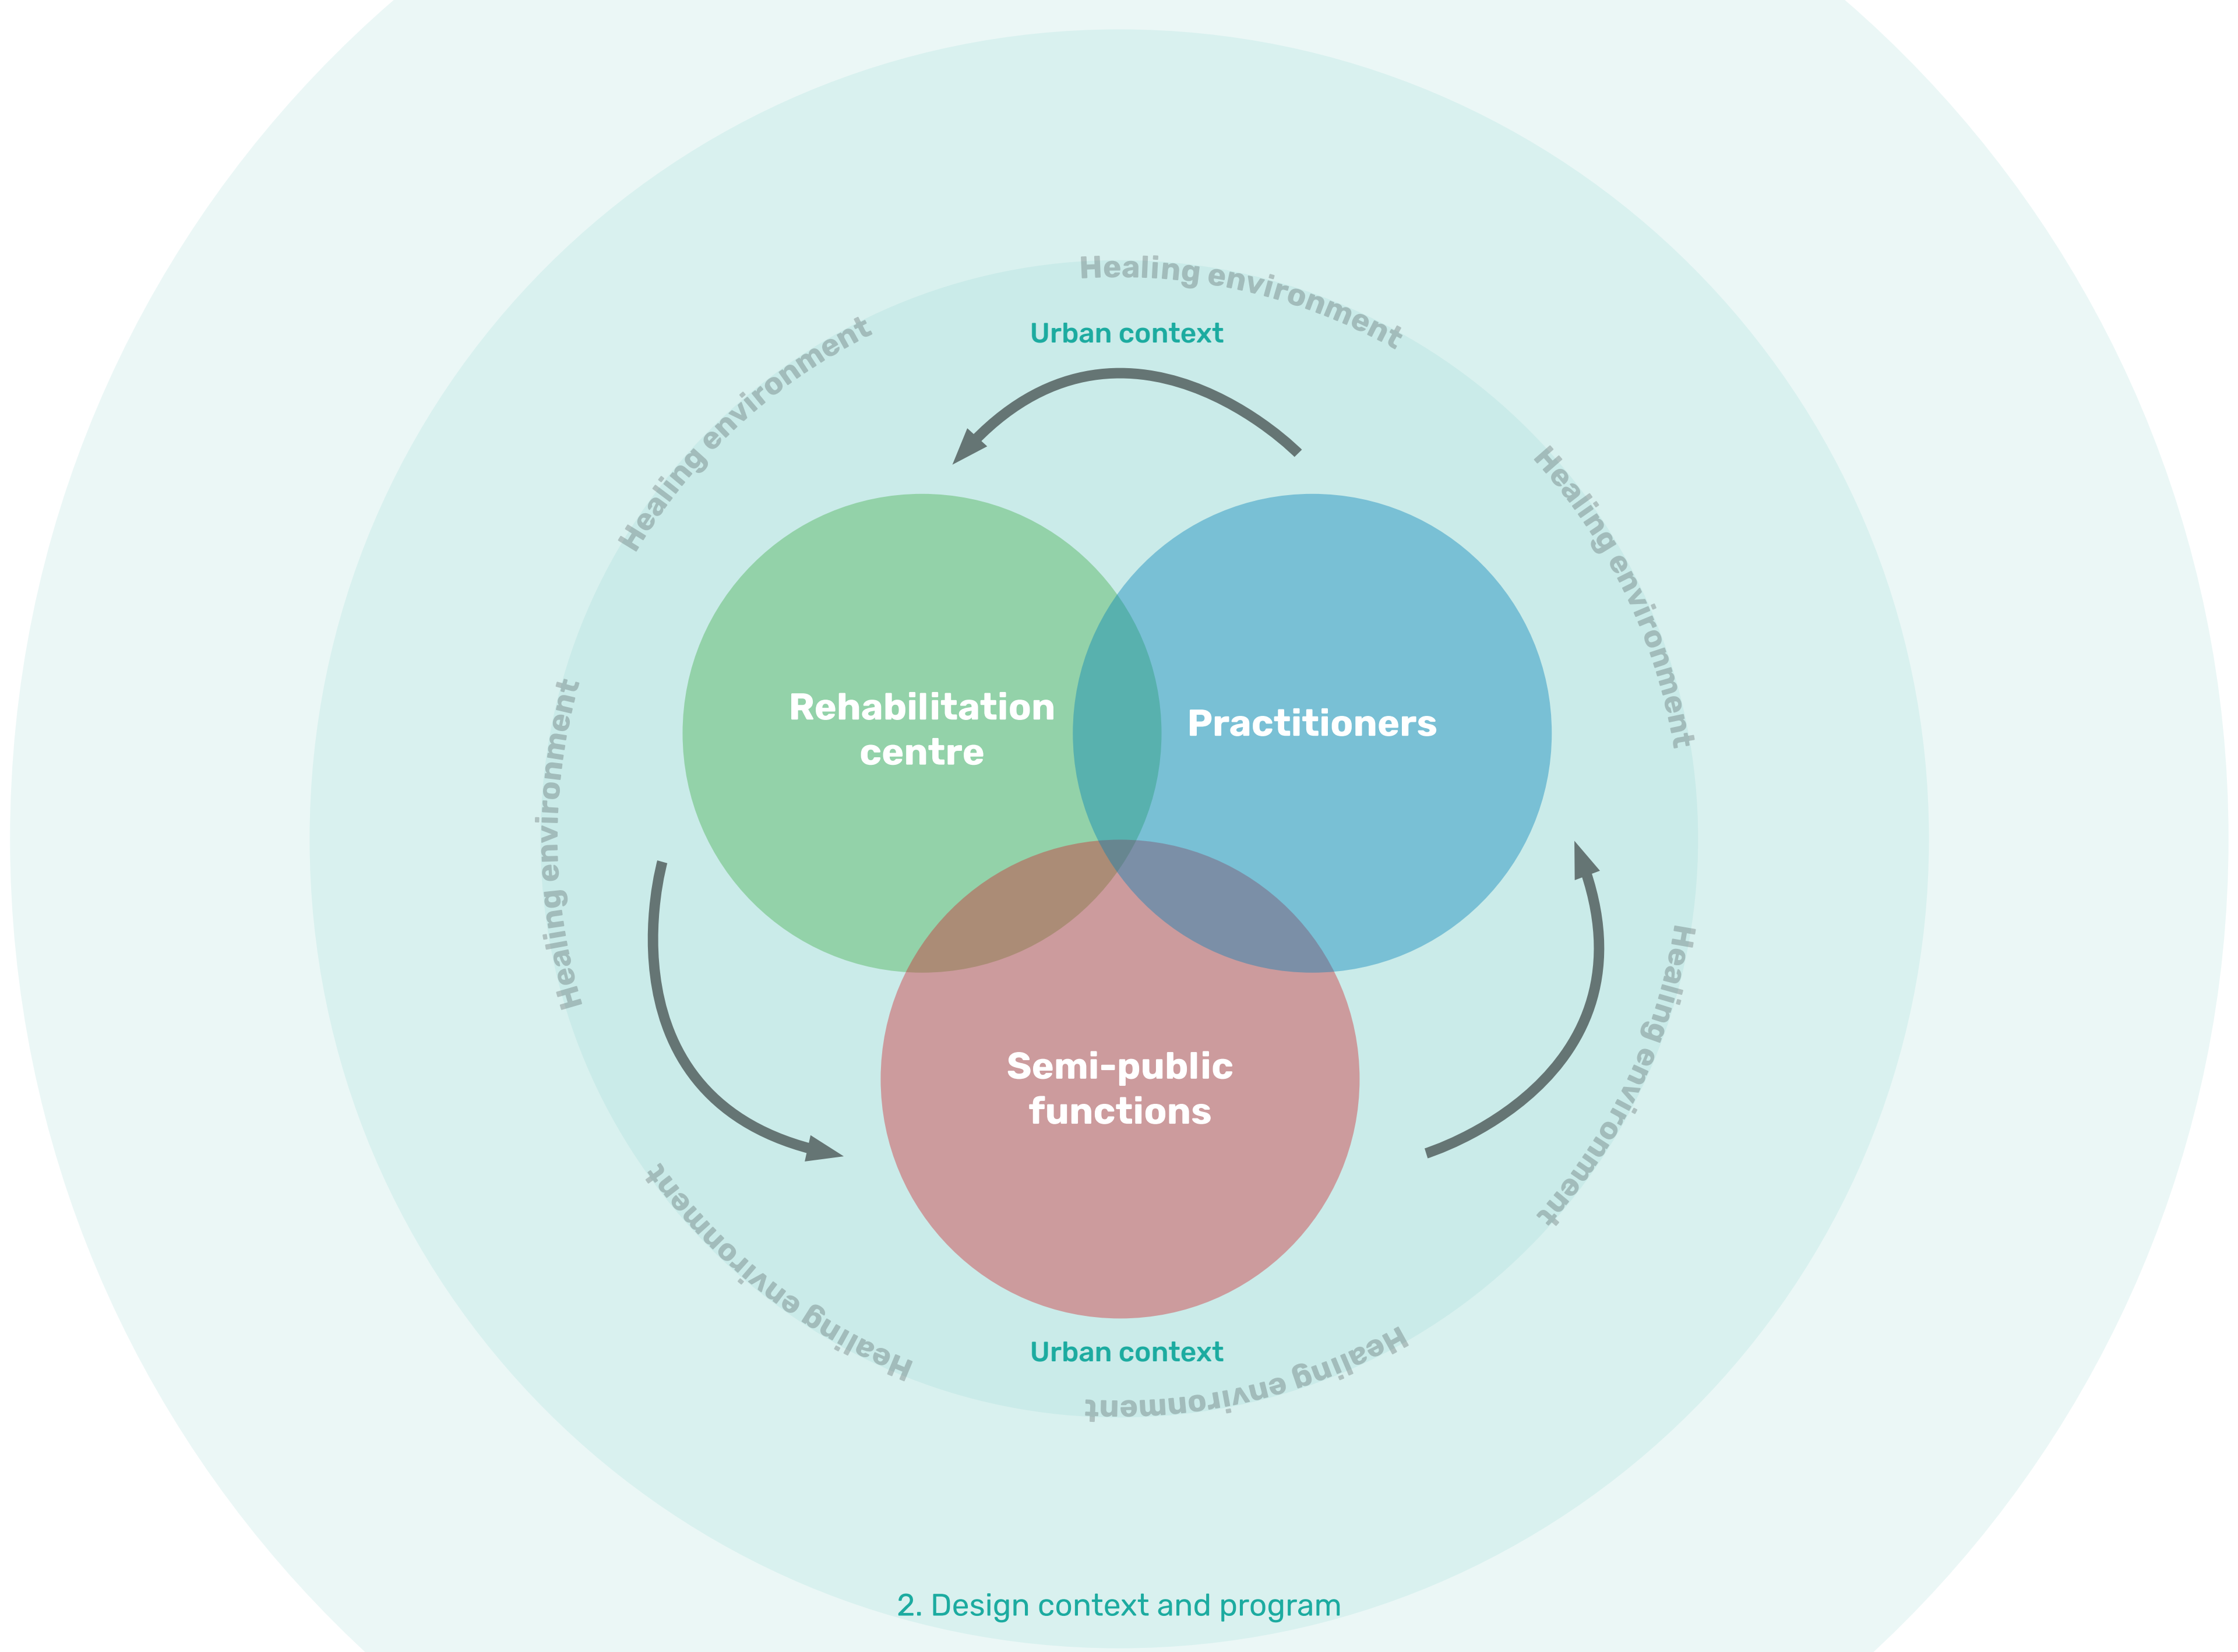 Healing environment
Urban context
Healing environment
Healing environment
Rehabilitation
centre
Practitioners
Healing environment
Healing environment
Semi-public
functions
Healing environment
Urban context
Healing environment
2. Design context and program